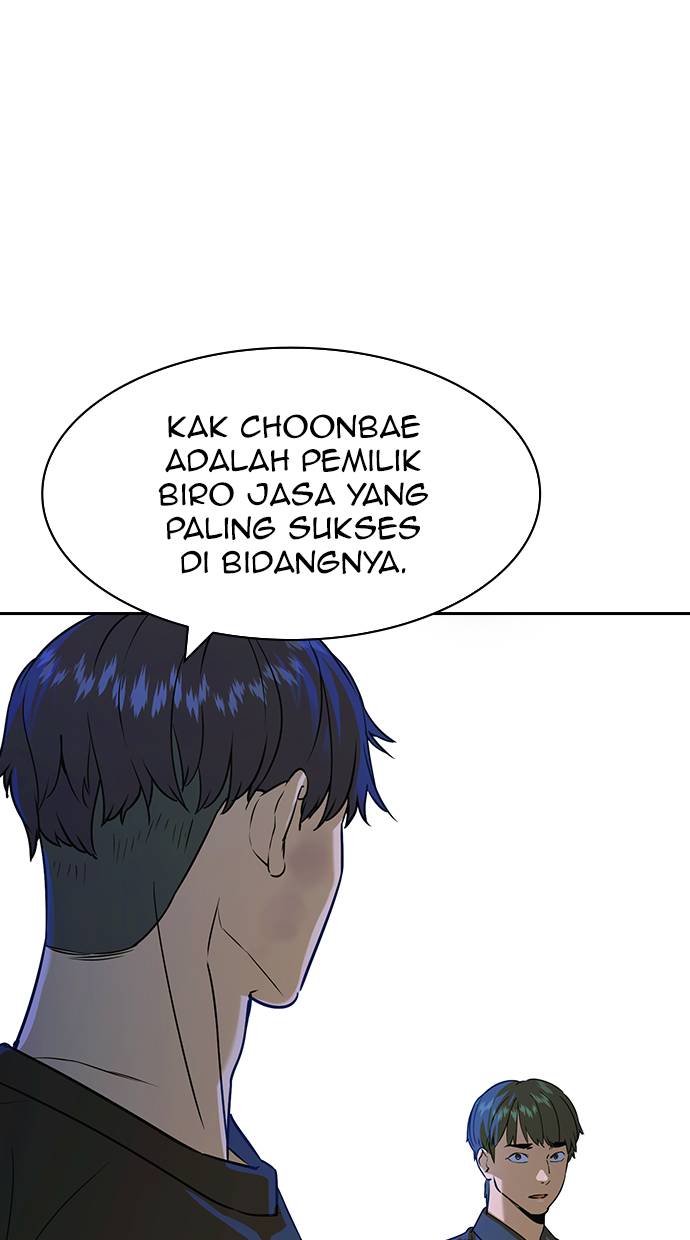 KAK CHOONBAE
ADALAH PEMILIK
BIRO JASA YANG
PALING SUKSES
DI BIDANGNYA.